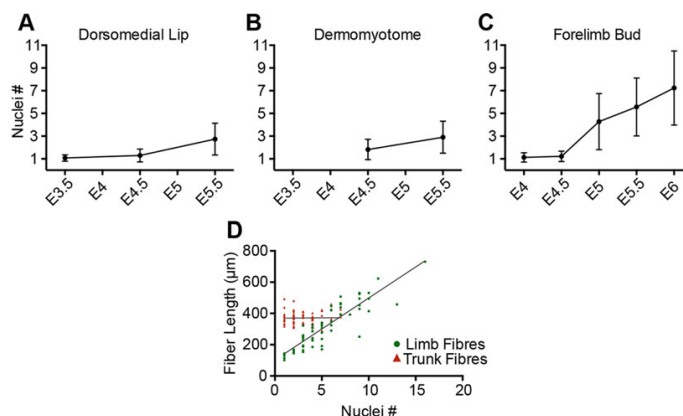 A
Dorsomedial Lip
Nuclei #
11
9
7
5
3
1
E3.5
E4
E4.5
E5
E5.5
B
Dermomyotome
11
9
7
5
3
1
E3.5
E4
E4.5
E5
E5.5
C
Forelimb Bud
11
9
7
5
3
1
E4
E4.5
E5
E5.5
E6
D
Fiber Length (µm)
800
600
400
200
0
Limb Fibres
Trunk Fibres
0
5
10
15
20
Nuclei #